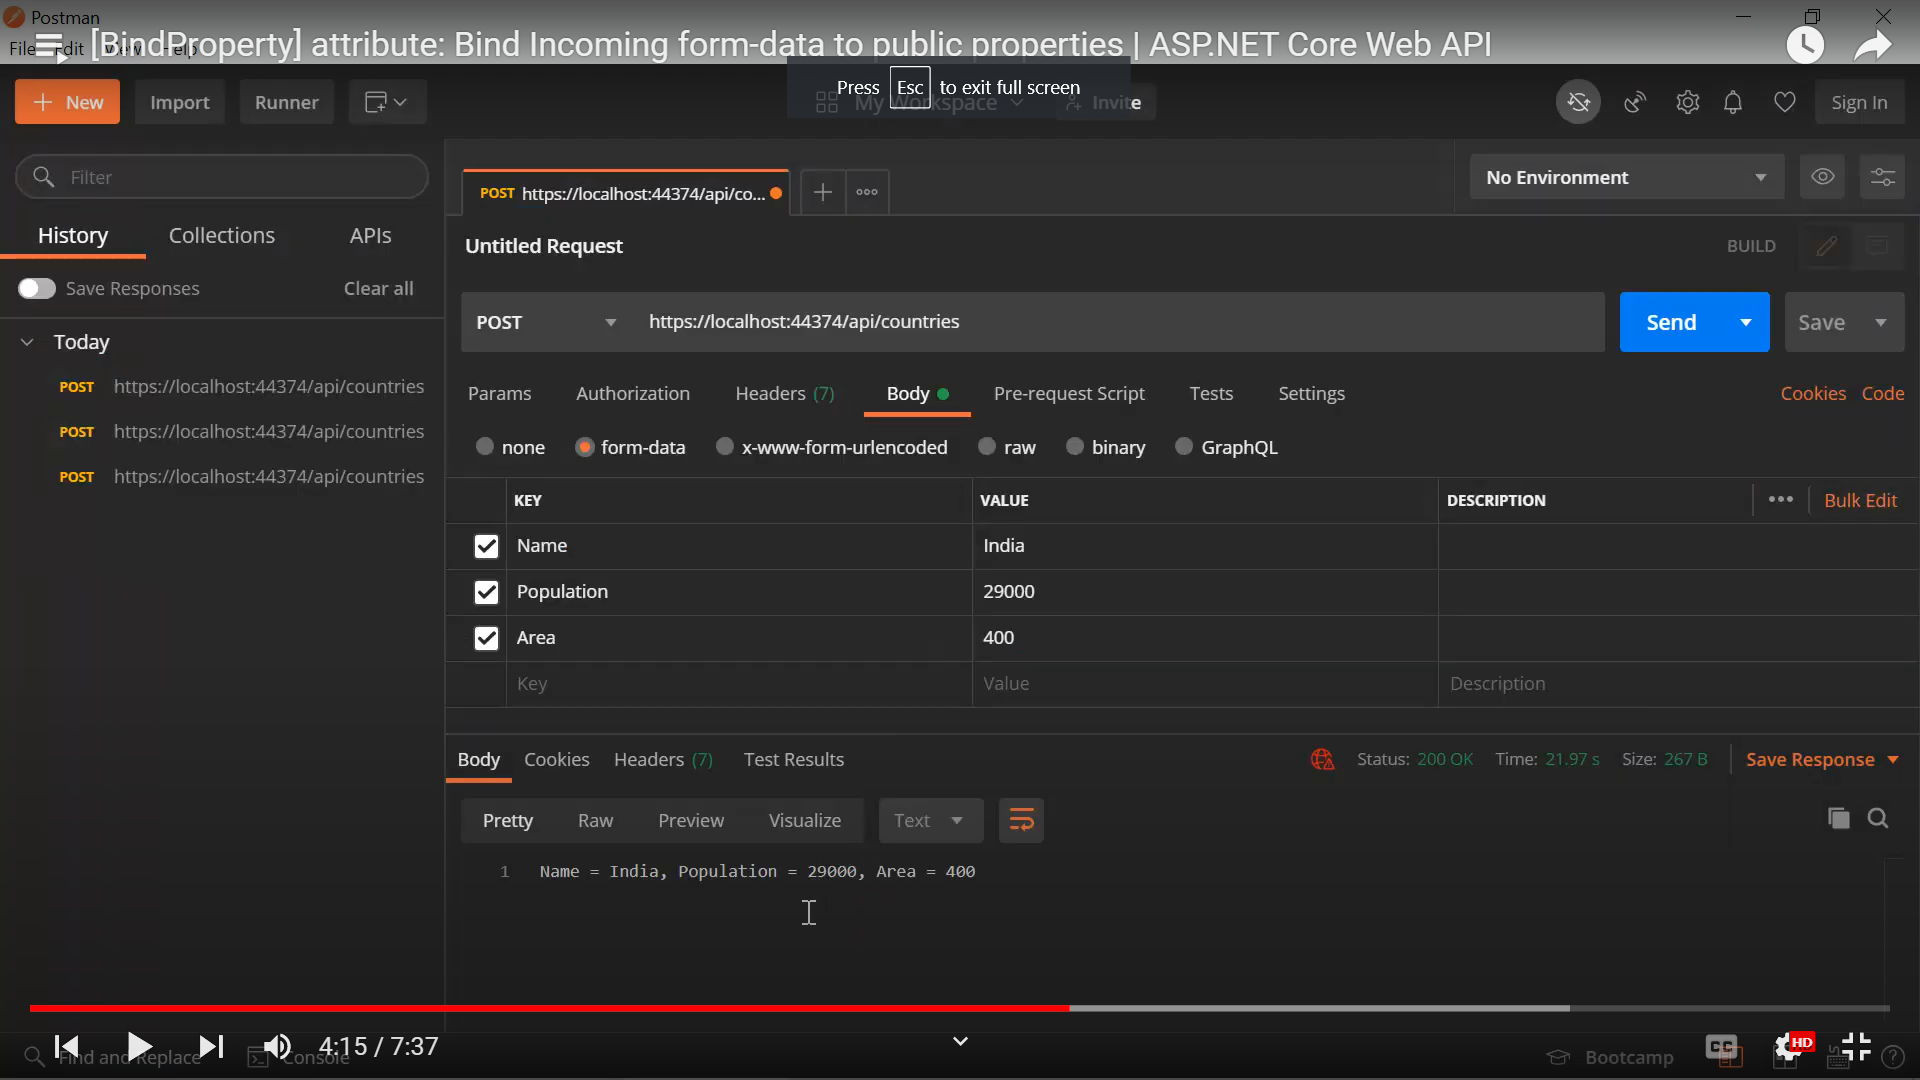 Postman
File Edit View Help
[BindProperty] attribute: Bind Incoming form-data to public properties | ASP.NET Core Web API
Press Esc to exit full screen
New Import Runner My Workspace Invite Sign In
Filter
POST https://localhost:44374/api/co...
No Environment
History Collections APIs
Untitled Request
BUILD
Save Responses Clear all
POST https://localhost:44374/api/countries Send Save
Today
POST https://localhost:44374/api/countries
POST https://localhost:44374/api/countries
POST https://localhost:44374/api/countries
Params Authorization Headers (7) Body Pre-request Script Tests Settings Cookies Code
none form-data x-www-form-urlencoded raw binary GraphQL
KEY VALUE DESCRIPTION ••• Bulk Edit
Name India
Population 29000
Area 400
Key Value Description
Body Cookies Headers (7) Test Results Status: 200 OK Time: 21.97 s Size: 267 B Save Response
Pretty Raw Preview Visualize Text
1 Name = India, Population = 29000, Area = 400
4:15 / 7:37
CC HD
Find and Replace Console Bootcamp